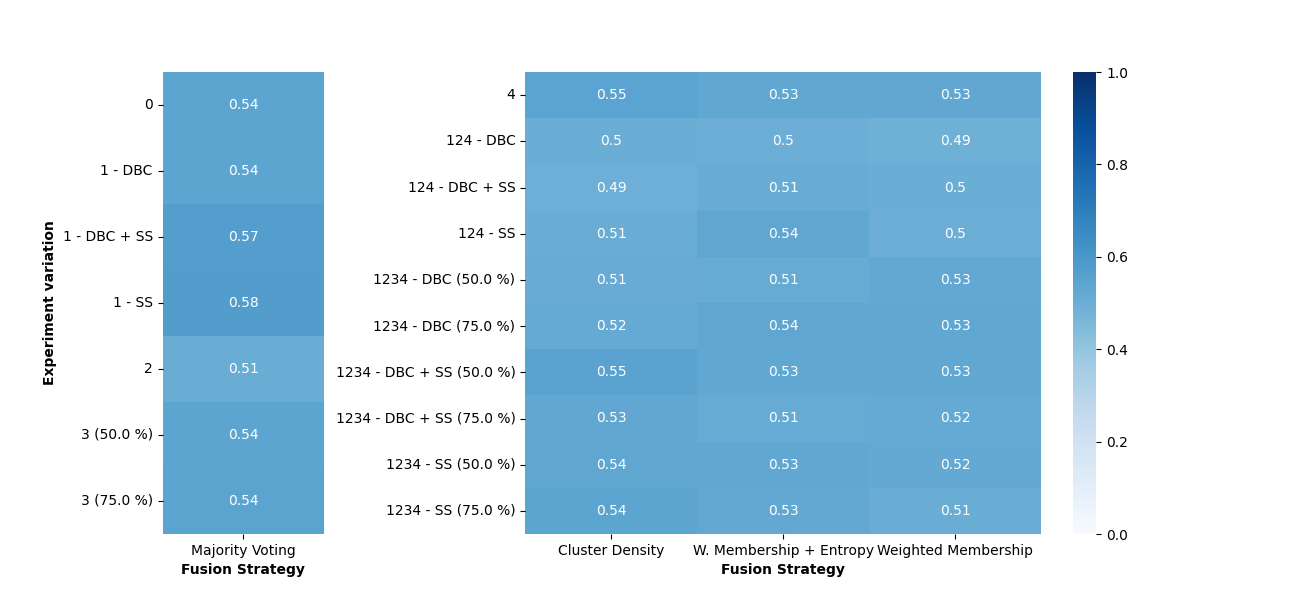 Experiment variation
0 0.54
1 - DBC 0.54
1 - DBC + SS 0.57
1 - SS 0.58
2 0.51
3 (50.0 %) 0.54
3 (75.0 %) 0.54
Majority Voting
Fusion Strategy
4 0.55 0.53 0.53
124 - DBC 0.5 0.5 0.49
124 - DBC + SS 0.49 0.51 0.5
124 - SS 0.51 0.54 0.5
1234 - DBC (50.0 %) 0.51 0.51 0.53
1234 - DBC (75.0 %) 0.52 0.54 0.53
1234 - DBC + SS (50.0 %) 0.55 0.53 0.53
1234 - DBC + SS (75.0 %) 0.53 0.51 0.52
1234 - SS (50.0 %) 0.54 0.53 0.52
1234 - SS (75.0 %) 0.54 0.53 0.51
Cluster Density W. Membership + Entropy Weighted Membership
Fusion Strategy
1.0
0.8
0.6
0.4
0.2
0.0